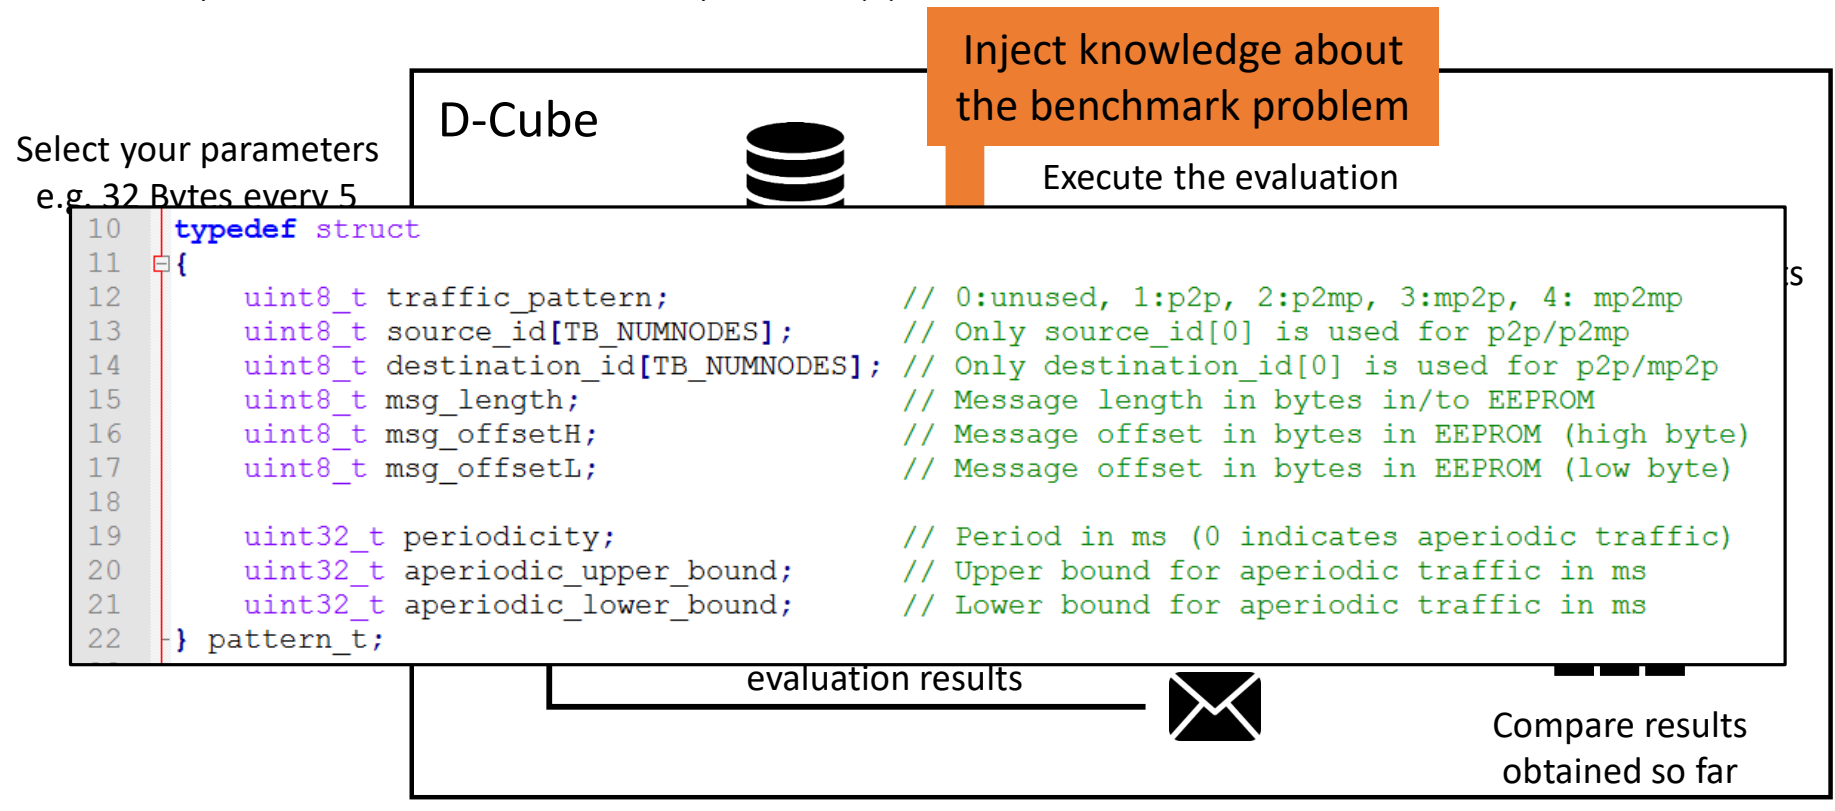 Inject knowledge about
the benchmark problem
D-Cube
Select your parameters
e.g. 32 Bytes every 5
Execute the evaluation
10 typedef struct
11 {
12 uint8_t traffic_pattern; // 0:unused, 1:p2p, 2:p2mp, 3:mp2p, 4: mp2mp
13 uint8_t source_id[TB_NUMNODES]; // Only source_id[0] is used for p2p/p2mp
14 uint8_t destination_id[TB_NUMNODES]; // Only destination_id[0] is used for p2p/mp2p
15 uint8_t msg_length; // Message length in bytes in/to EEPROM
16 uint8_t msg_offsetH; // Message offset in bytes in EEPROM (high byte)
17 uint8_t msg_offsetL; // Message offset in bytes in EEPROM (low byte)
18
19 uint32_t periodicity; // Period in ms (0 indicates aperiodic traffic)
20 uint32_t aperiodic_upper_bound; // Upper bound for aperiodic traffic in ms
21 uint32_t aperiodic_lower_bound; // Lower bound for aperiodic traffic in ms
22 } pattern_t;
evaluation results
Compare results
obtained so far